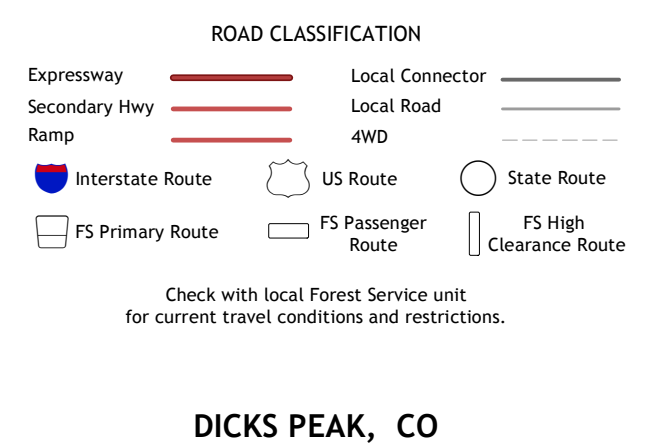 ROAD CLASSIFICATION
Expressway
Local Connector
Secondary Hwy
Local Road
Ramp
4WD
Interstate Route
US Route
State Route
FS Primary Route
FS Passenger
Route
FS High
Clearance Route
Check with local Forest Service unit
for current travel conditions and restrictions.
DICKS PEAK, CO